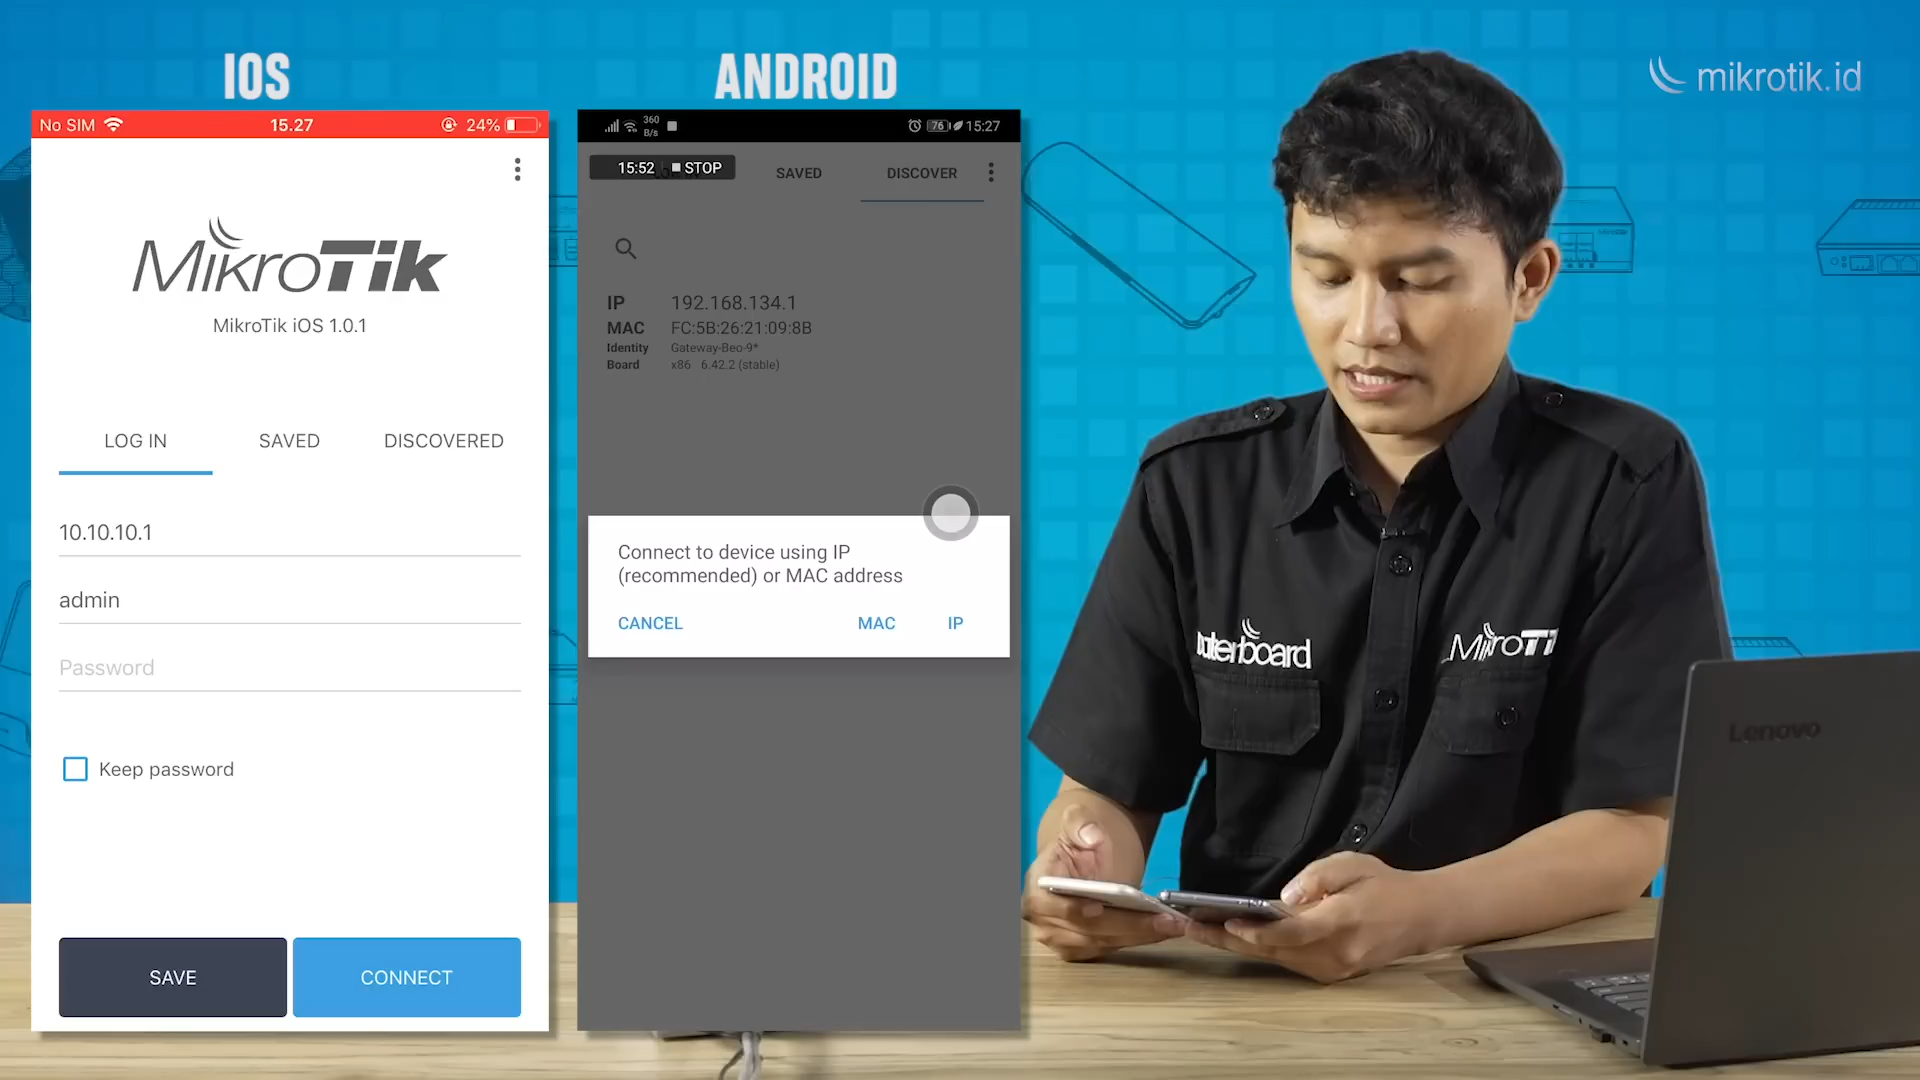 IOS
ANDROID
mikrotik.id
No SIM
15.27
24%
MikroTik
MikroTik iOS 1.0.1
LOG IN
SAVED
DISCOVERED
10.10.10.1
admin
Password
Keep password
SAVE
CONNECT
360
B/s
76
15:27
15:52
STOP
SAVED
DISCOVER
IP 192.168.134.1
MAC FC:5B:26:21:09:8B
Identity Gateway-Beo-9*
Board x86 6.42.2 (stable)
Connect to device using IP
(recommended) or MAC address
CANCEL
MAC
IP
MikroTi
Lenovo